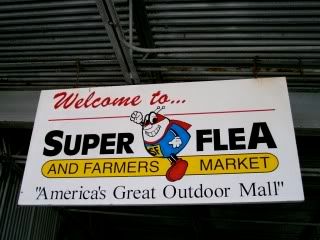 Welcome to...
SUPER FLEA
AND FARMERS MARKET
"America's Great Outdoor Mall"